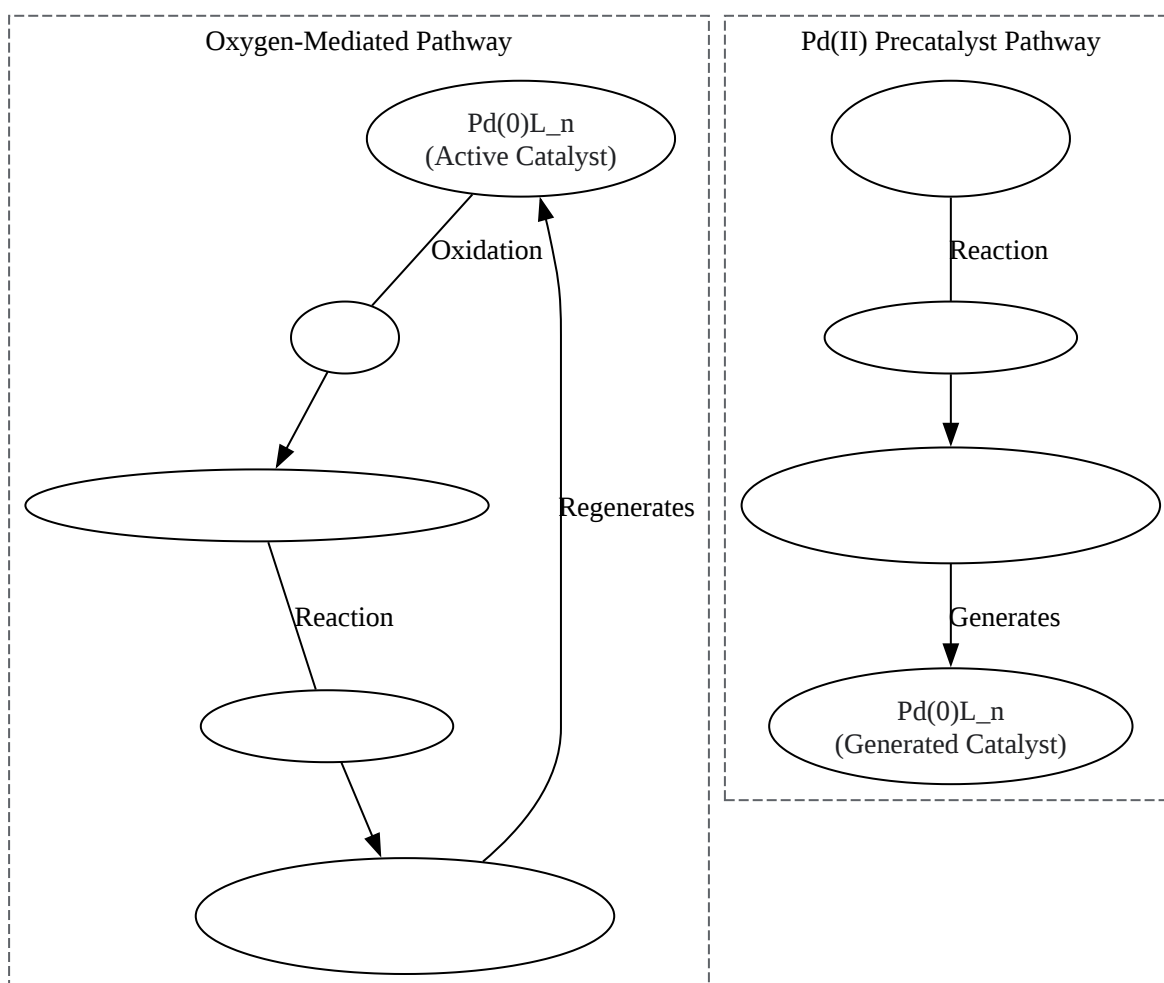 Oxygen-Mediated Pathway
Pd(0)L_n
(Active Catalyst)
Oxidation
Regenerates
Reaction
Pd(II) Precatalyst Pathway
Reaction
Generates
Pd(0)L_n
(Generated Catalyst)